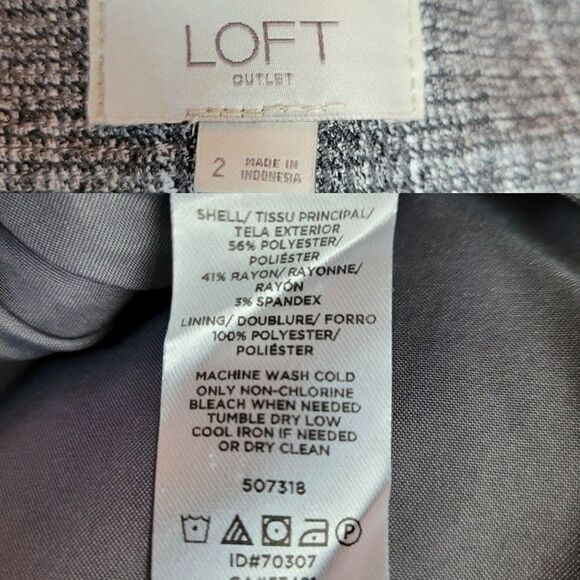 LOFT
OUTLET
2 MADE IN
INDONESIA
SHELL/ TISSU PRINCIPAL/
TELA EXTERIOR
56% POLYESTER/
POLIÉSTER
41% RAYON/RAYONNE/
RAYÓN
3% SPANDEX
LINING/ DOUBLURE/ FORRO
100% POLYESTER/
POLIÉSTER
MACHINE WASH COLD
ONLY NON-CHLORINE
BLEACH WHEN NEEDED
TUMBLE DRY LOW
COOL IRON IF NEEDED
OR DRY CLEAN
507318
P
ID#70307